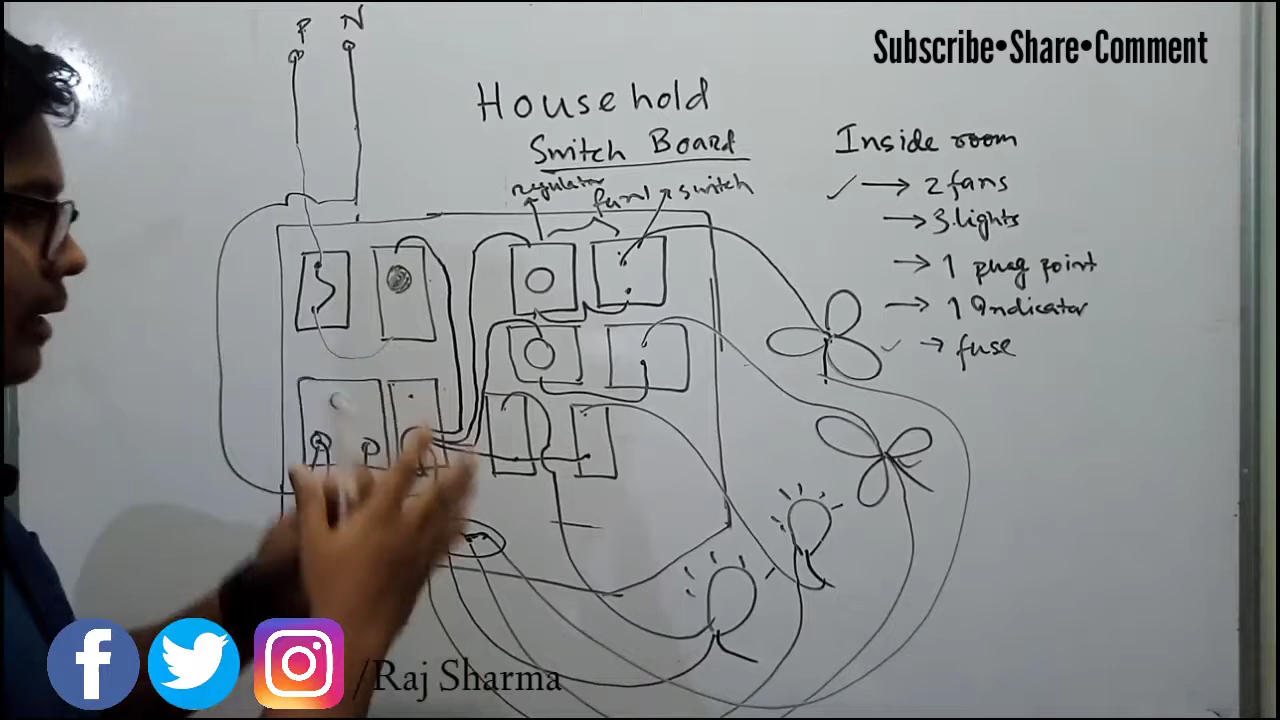 P N
Subscribe•Share•Comment
Household
Switch Board
regulator
switch
Inside room
→ 2 fans
→ 3 lights
→ 1 plug point
→ 1 Indicator
→ fuse
P
/Raj Sharma